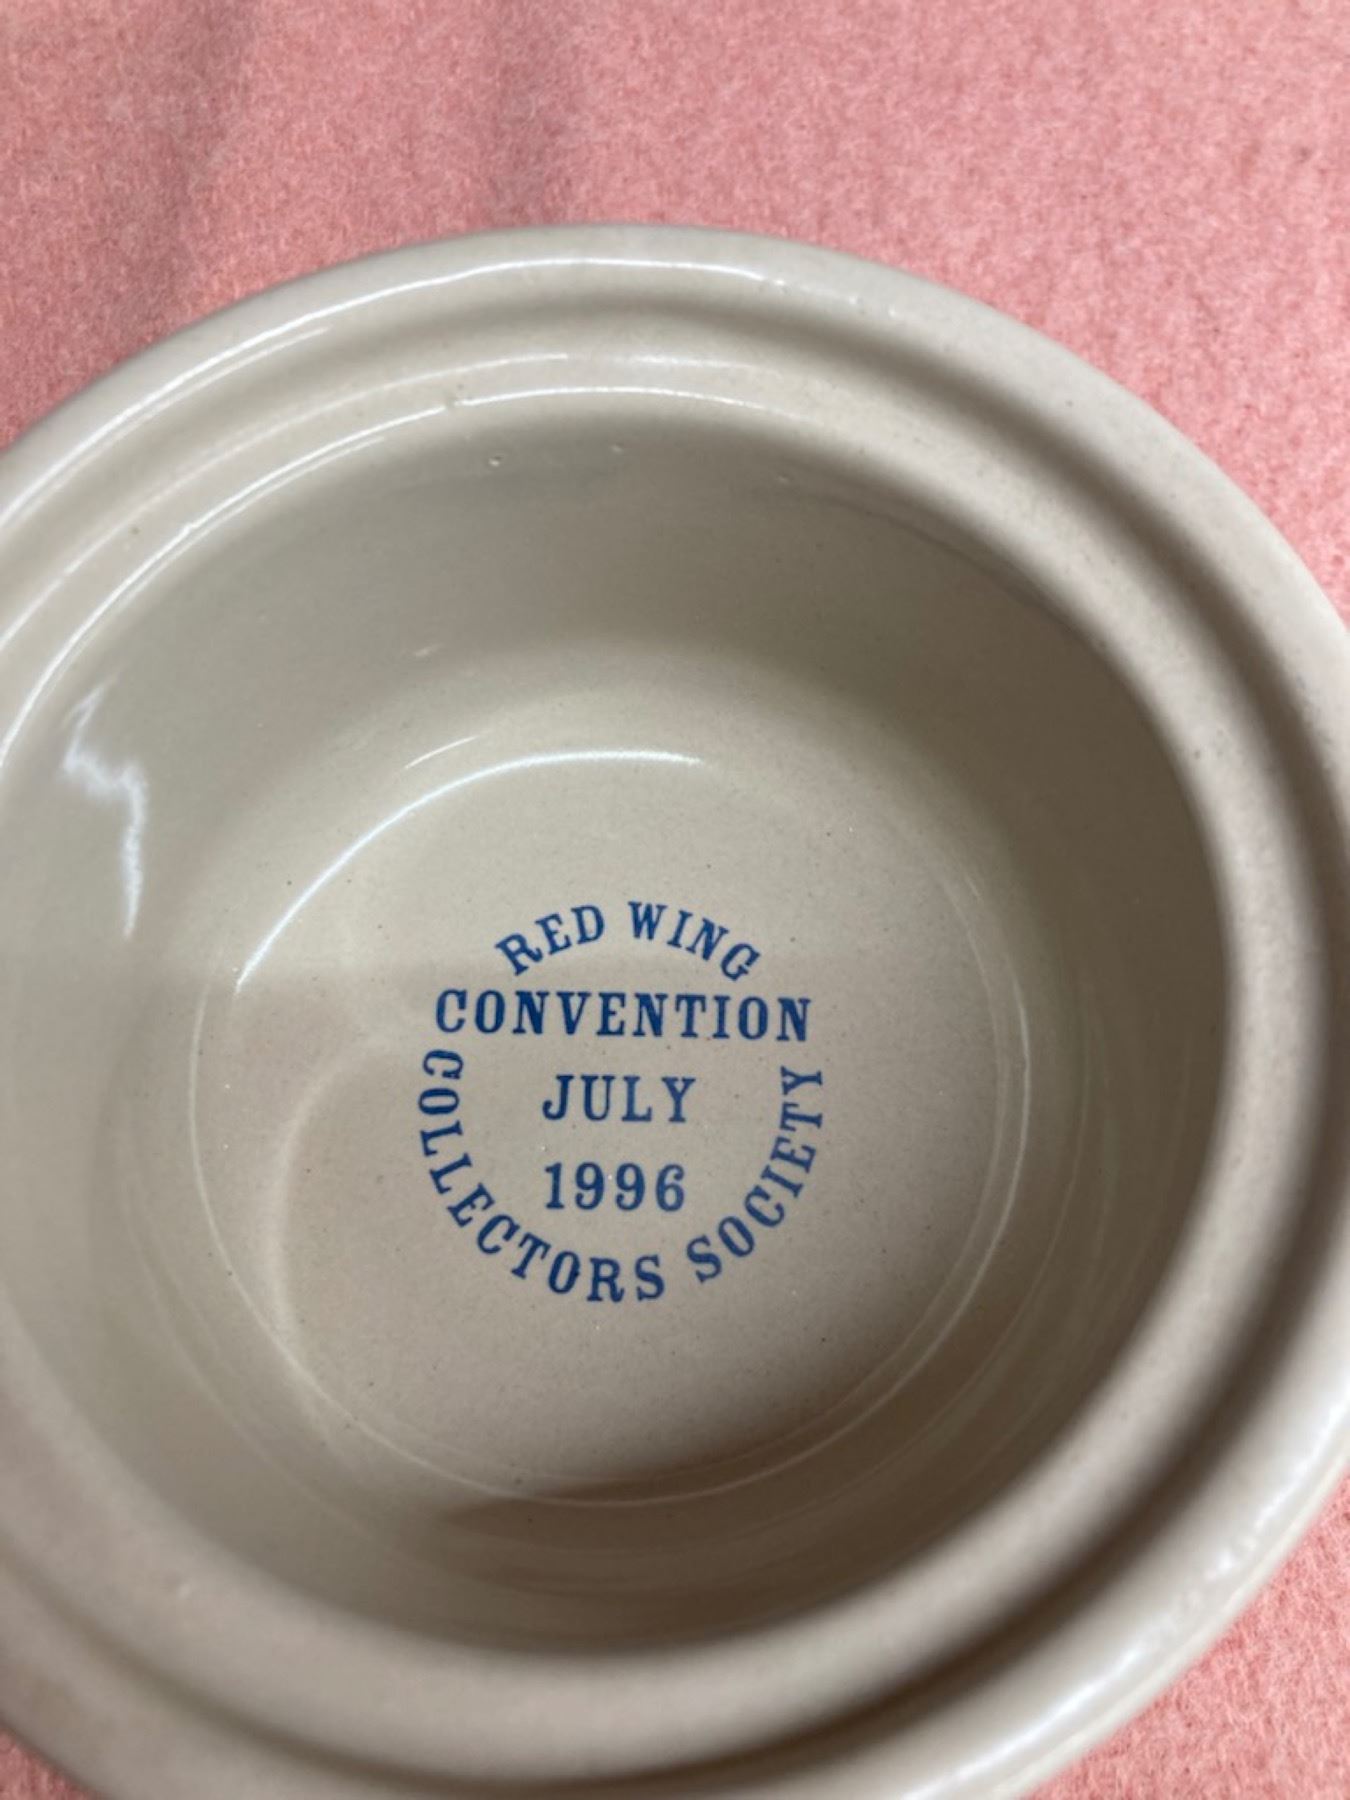 RED WING
CONVENTION
JULY
1996
COLLECTORS SOCIETY